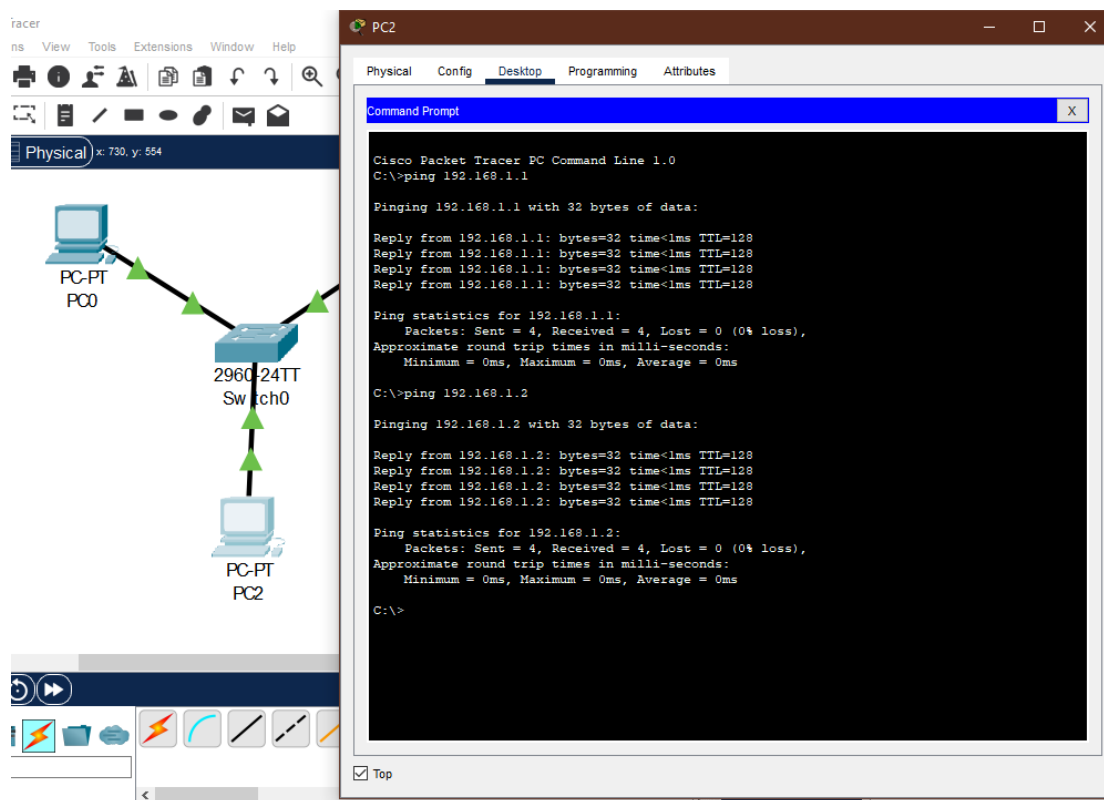 racer
ns View Tools Extensions Window Help
Physical x: 730, y: 554
PC-PT
PC0
2960-24TT
Switch0
PC-PT
PC2
PC2
Physical Config Desktop Programming Attributes
Command Prompt X
Cisco Packet Tracer PC Command Line 1.0
C:\>ping 192.168.1.1
Pinging 192.168.1.1 with 32 bytes of data:
Reply from 192.168.1.1: bytes=32 time<1ms TTL=128
Reply from 192.168.1.1: bytes=32 time<1ms TTL=128
Reply from 192.168.1.1: bytes=32 time<1ms TTL=128
Reply from 192.168.1.1: bytes=32 time<1ms TTL=128
Ping statistics for 192.168.1.1:
Packets: Sent = 4, Received = 4, Lost = 0 (0% loss),
Approximate round trip times in milli-seconds:
Minimum = 0ms, Maximum = 0ms, Average = 0ms
C:\>ping 192.168.1.2
Pinging 192.168.1.2 with 32 bytes of data:
Reply from 192.168.1.2: bytes=32 time<1ms TTL=128
Reply from 192.168.1.2: bytes=32 time<1ms TTL=128
Reply from 192.168.1.2: bytes=32 time<1ms TTL=128
Reply from 192.168.1.2: bytes=32 time<1ms TTL=128
Ping statistics for 192.168.1.2:
Packets: Sent = 4, Received = 4, Lost = 0 (0% loss),
Approximate round trip times in milli-seconds:
Minimum = 0ms, Maximum = 0ms, Average = 0ms
C:\>
Top